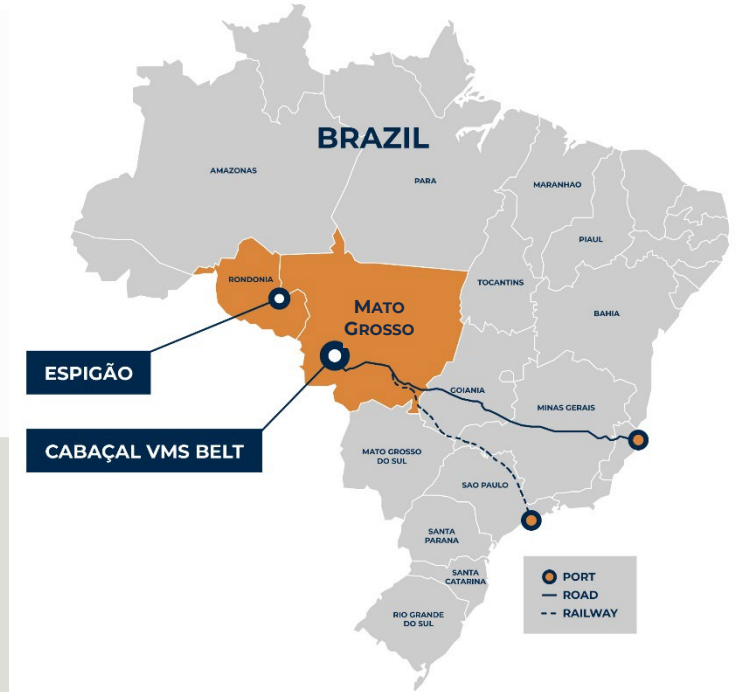 BRAZIL
AMAZONAS
PARA
MARANHAO
PIAUL
RONDONIA
TOCANTINS
MATO
GROSSO
BAHIA
ESPIGÃO
GOIANIA
MINAS GERAIS
CABAÇAL VMS BELT
MATO GROSSO
DO SUL
SAO PAULO
SANTA
PARANA
SANTA
CATARINA
RIO GRANDE
DO SUL
PORT
ROAD
RAILWAY